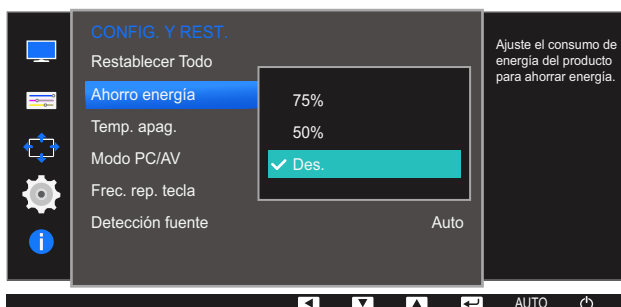 CONFIG. Y REST.
Restablecer Todo
Ahorro energía
Temp. apag.
Modo PC/AV
Frec. rep. tecla
Detección fuente
Auto
75%
50%
Des.
Ajuste el consumo de
energía del producto
para ahorrar energía.
i
AUTO